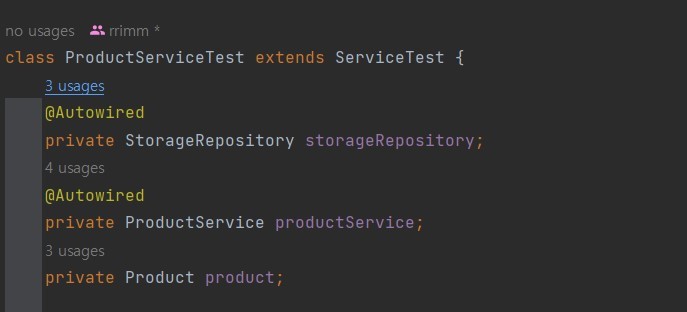 no usages rrimm *
class ProductServiceTest extends ServiceTest {
3 usages
@Autowired
private StorageRepository storageRepository;
4 usages
@Autowired
private ProductService productService;
3 usages
private Product product;